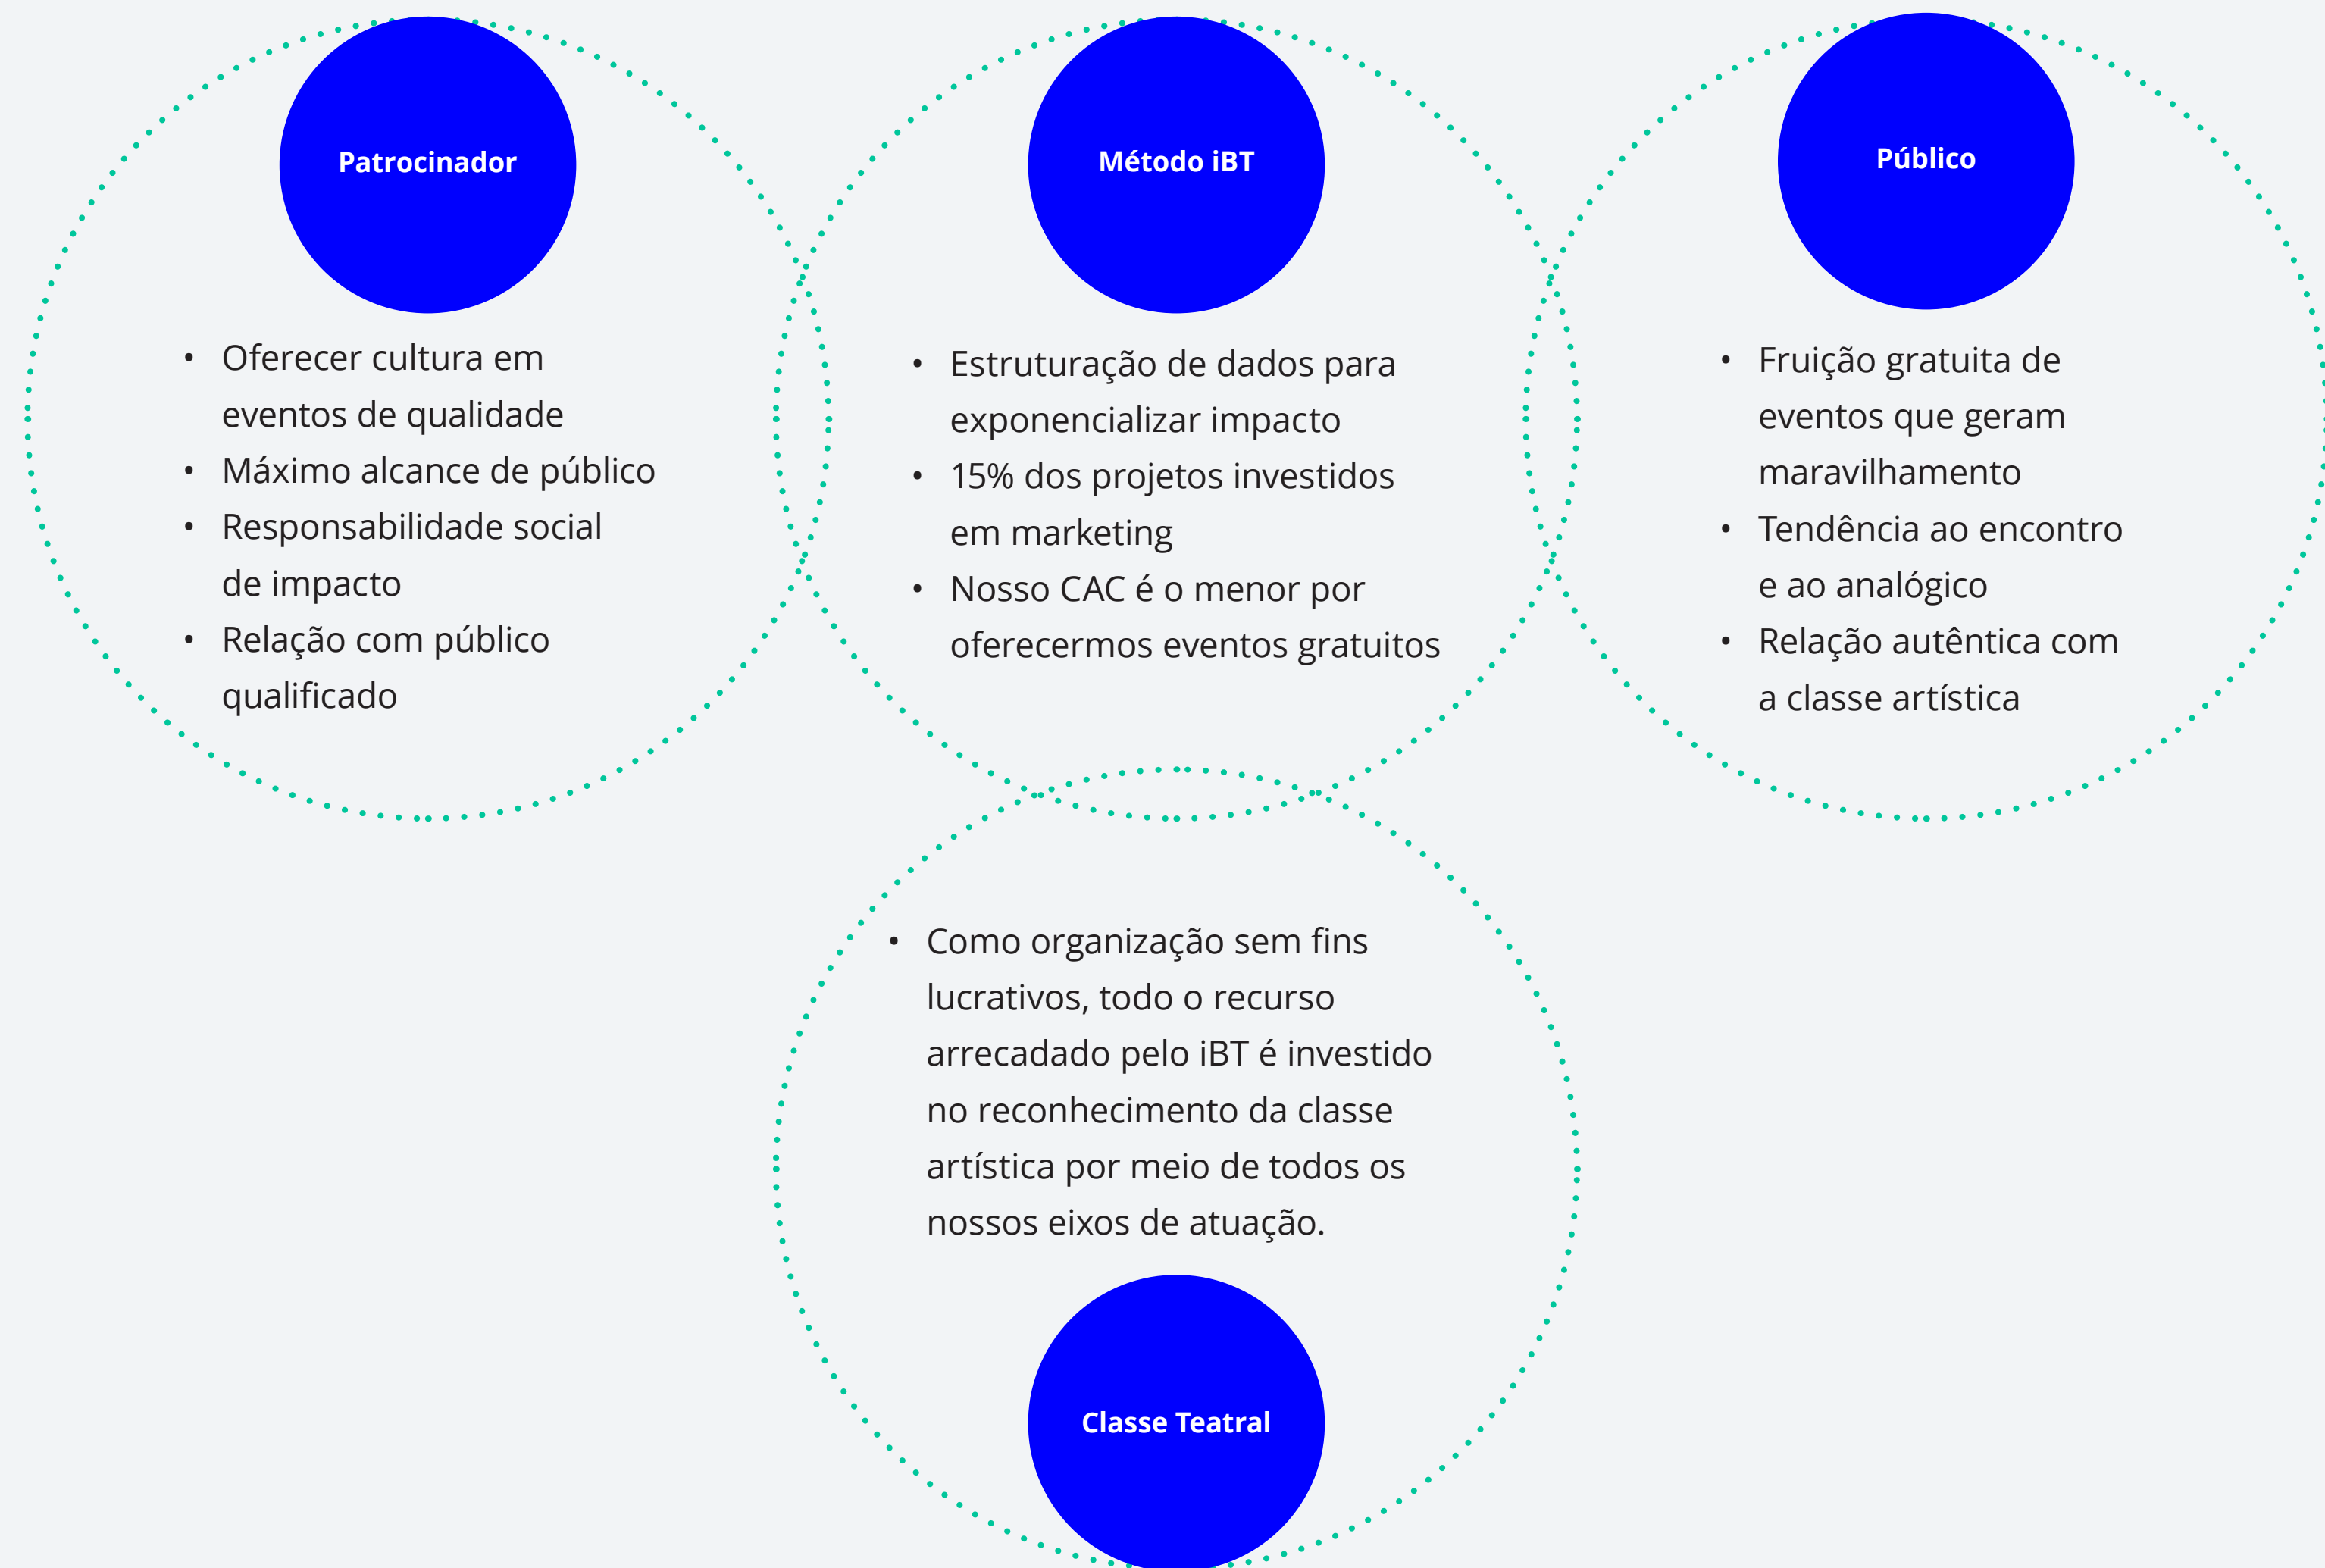 Patrocinador
• Oferecer cultura em
eventos de qualidade
• Máximo alcance de público
• Responsabilidade social
de impacto
• Relação com público
qualificado
Método iBT
• Estruturação de dados para
exponencializar impacto
• 15% dos projetos investidos
em marketing
• Nosso CAC é o menor por
oferecermos eventos gratuitos
Público
• Fruição gratuita de
eventos que geram
maravilhamento
• Tendência ao encontro
e ao analógico
• Relação autêntica com
a classe artística
• Como organização sem fins
lucrativos, todo o recurso
arrecadado pelo iBT é investido
no reconhecimento da classe
artística por meio de todos os
nossos eixos de atuação.
Classe Teatral